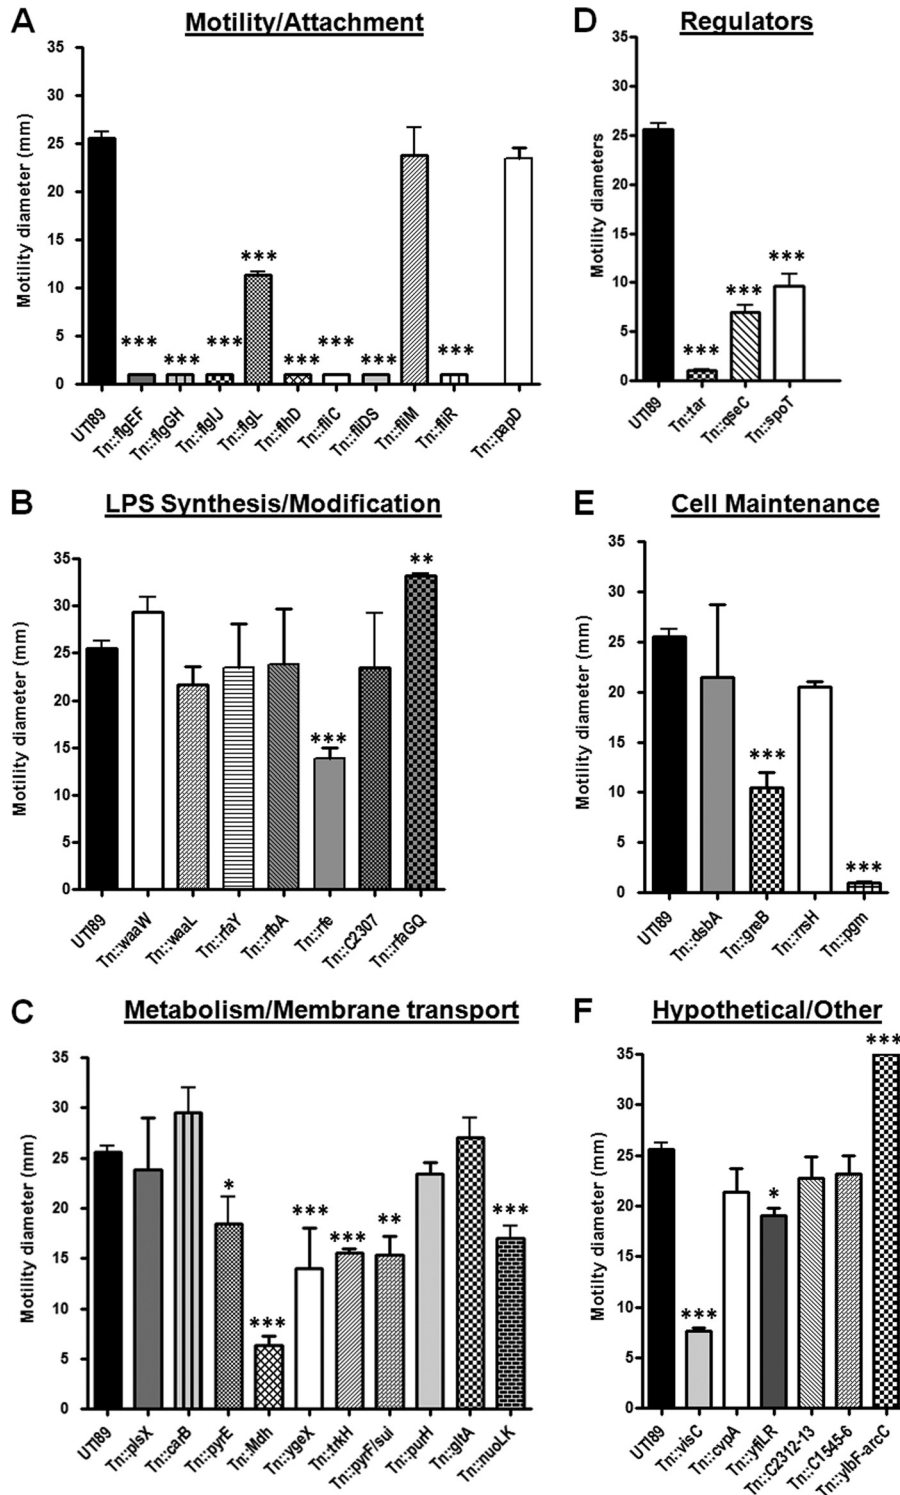 A Motility/Attachment
Motility diameter (mm)
35
30
25
20
15
10
5
0
*** *** *** *** *** *** *** ***
UTI89 Tn::flgEF Tn::flgGH Tn::flgIJ Tn::flgL Tn::flhD Tn::fliC Tn::fliDS Tn::fliM Tn::fliR Tn::papD
D Regulators
Motility diameters
35
30
25
20
15
10
5
0
*** *** ***
UTI89 Tn::tar Tn::qseC Tn::spoT
B LPS Synthesis/Modification
Motility diameter (mm)
35
30
25
20
15
10
5
0
*** **
UTI89 Tn::waaW Tn::waaL Tn::rfaY Tn::rfbA Tn::rfe Tn::C2307 Tn::rfaGQ
E Cell Maintenance
Motility diameter (mm)
35
30
25
20
15
10
5
0
*** ***
UTI89 Tn::dsbA Tn::greB Tn::rrsH Tn::pgm
C Metabolism/Membrane transport
Motility diameter (mm)
35
30
25
20
15
10
5
0
* *** *** *** ** ***
UTI89 Tn::plsX Tn::carB Tn::pyrE Tn::Mdh Tn::ygeX Tn::trkH Tn::pyrF/sui Tn::purH Tn::gltA Tn::nuoLK
F Hypothetical/Other
Motilty diameter (mm)
35
30
25
20
15
10
5
0
*** * ***
UTI89 Tn::visC Tn::cvpA Tn::yfiLR Tn::C2312-13 Tn::C1545-6 Tn::ylbF-arcC